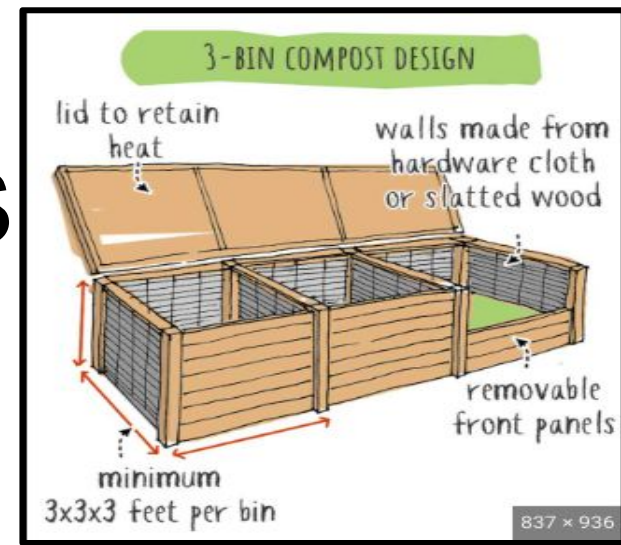 3-BIN COMPOST DESIGN
lid to retain
heat
walls made from
hardware cloth
or slatted wood
S
removable
front panels
minimum
3x3x3 feet per bin
837 × 936